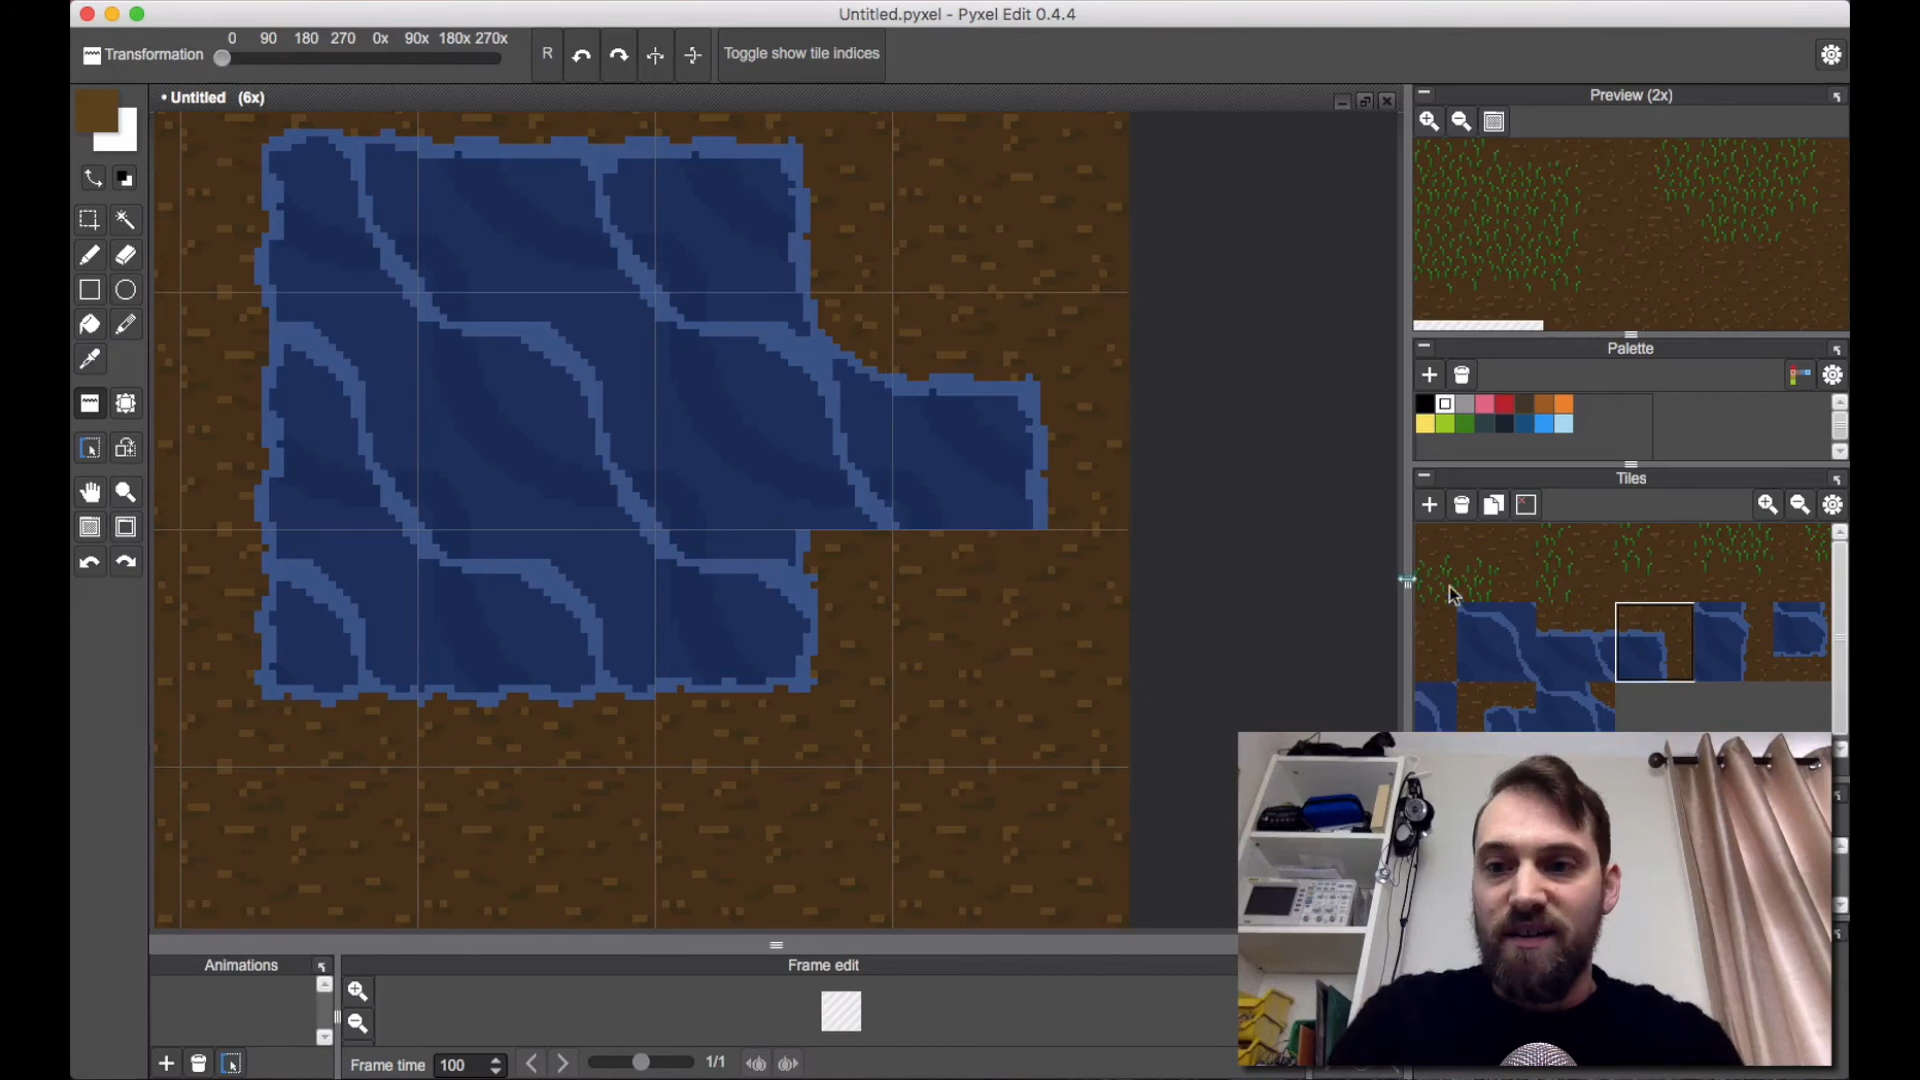 Untitled.pyxel - Pyxel Edit 0.4.4
Transformation
0 90 180 270 0x 90x 180x 270x
R
Toggle show tile indices
• Untitled (6x)
Preview (2x)
Palette
Tiles
Animations
Frame edit
Frame time 100
1/1